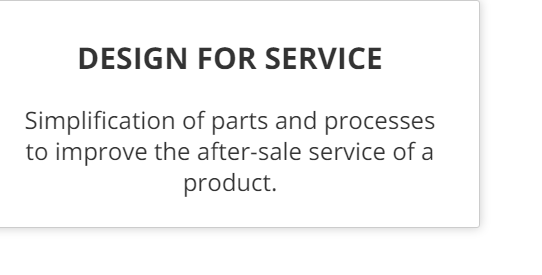 DESIGN FOR SERVICE
Simplification of parts and processes
to improve the after-sale service of a
product.